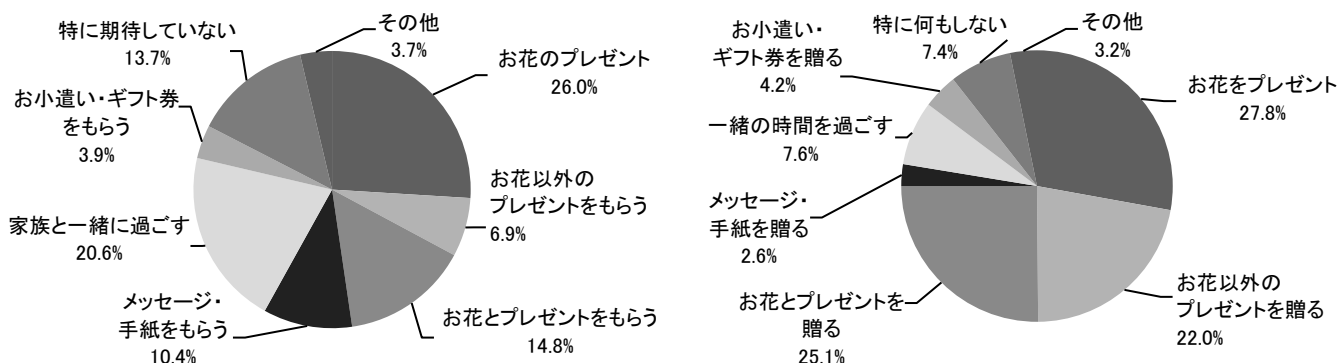 その他
3.7%
お花のプレゼント
26.0%
お花以外の
プレゼントをもらう
6.9%
お花とプレゼントをもらう
14.8%
メッセージ・
手紙をもらう
10.4%
家族と一緒に過ごす
20.6%
お小遣い・ギフト券
をもらう
3.9%
特に期待していない
13.7%
その他
3.2%
お花をプレゼント
27.8%
お花以外の
プレゼントを贈る
22.0%
お花とプレゼントを
贈る
25.1%
メッセージ・
手紙を贈る
2.6%
一緒の時間を過ごす
7.6%
お小遣い・
ギフト券を贈る
4.2%
特に何もしない
7.4%